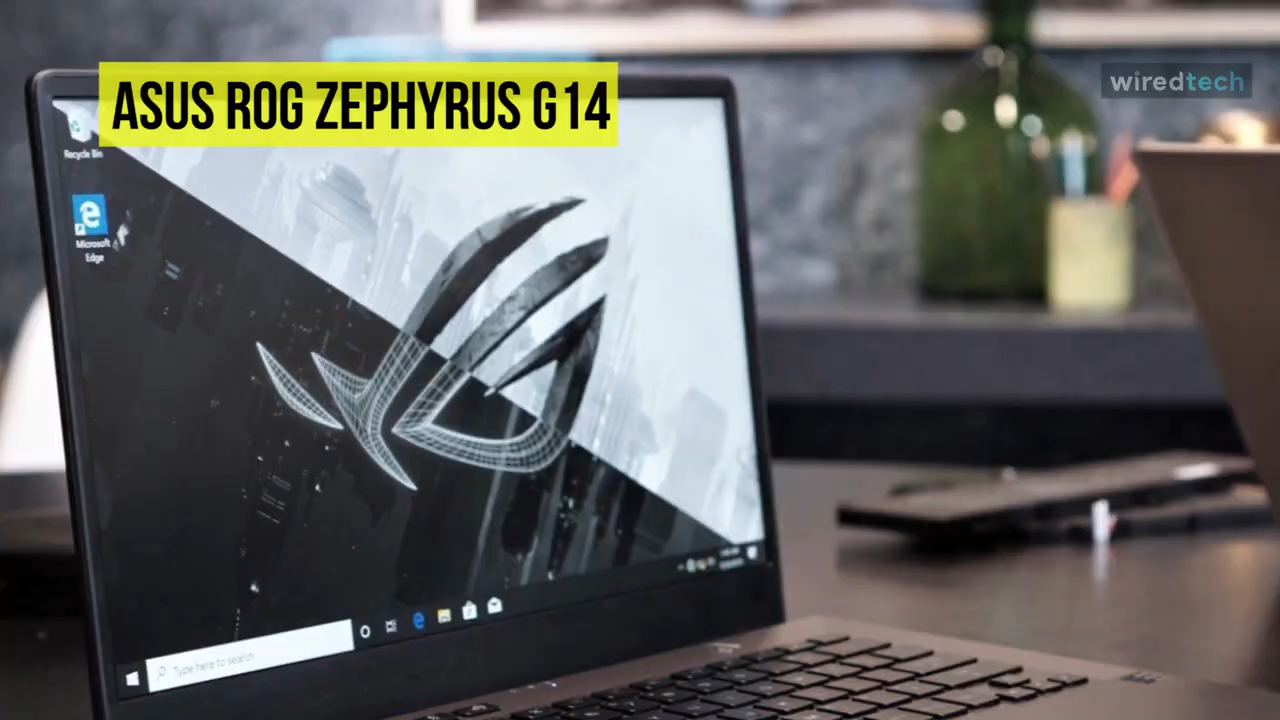 ASUS ROG ZEPHYRUS G14
wiredtech
Recycle Bin
Microsoft
Edge
Type here to search